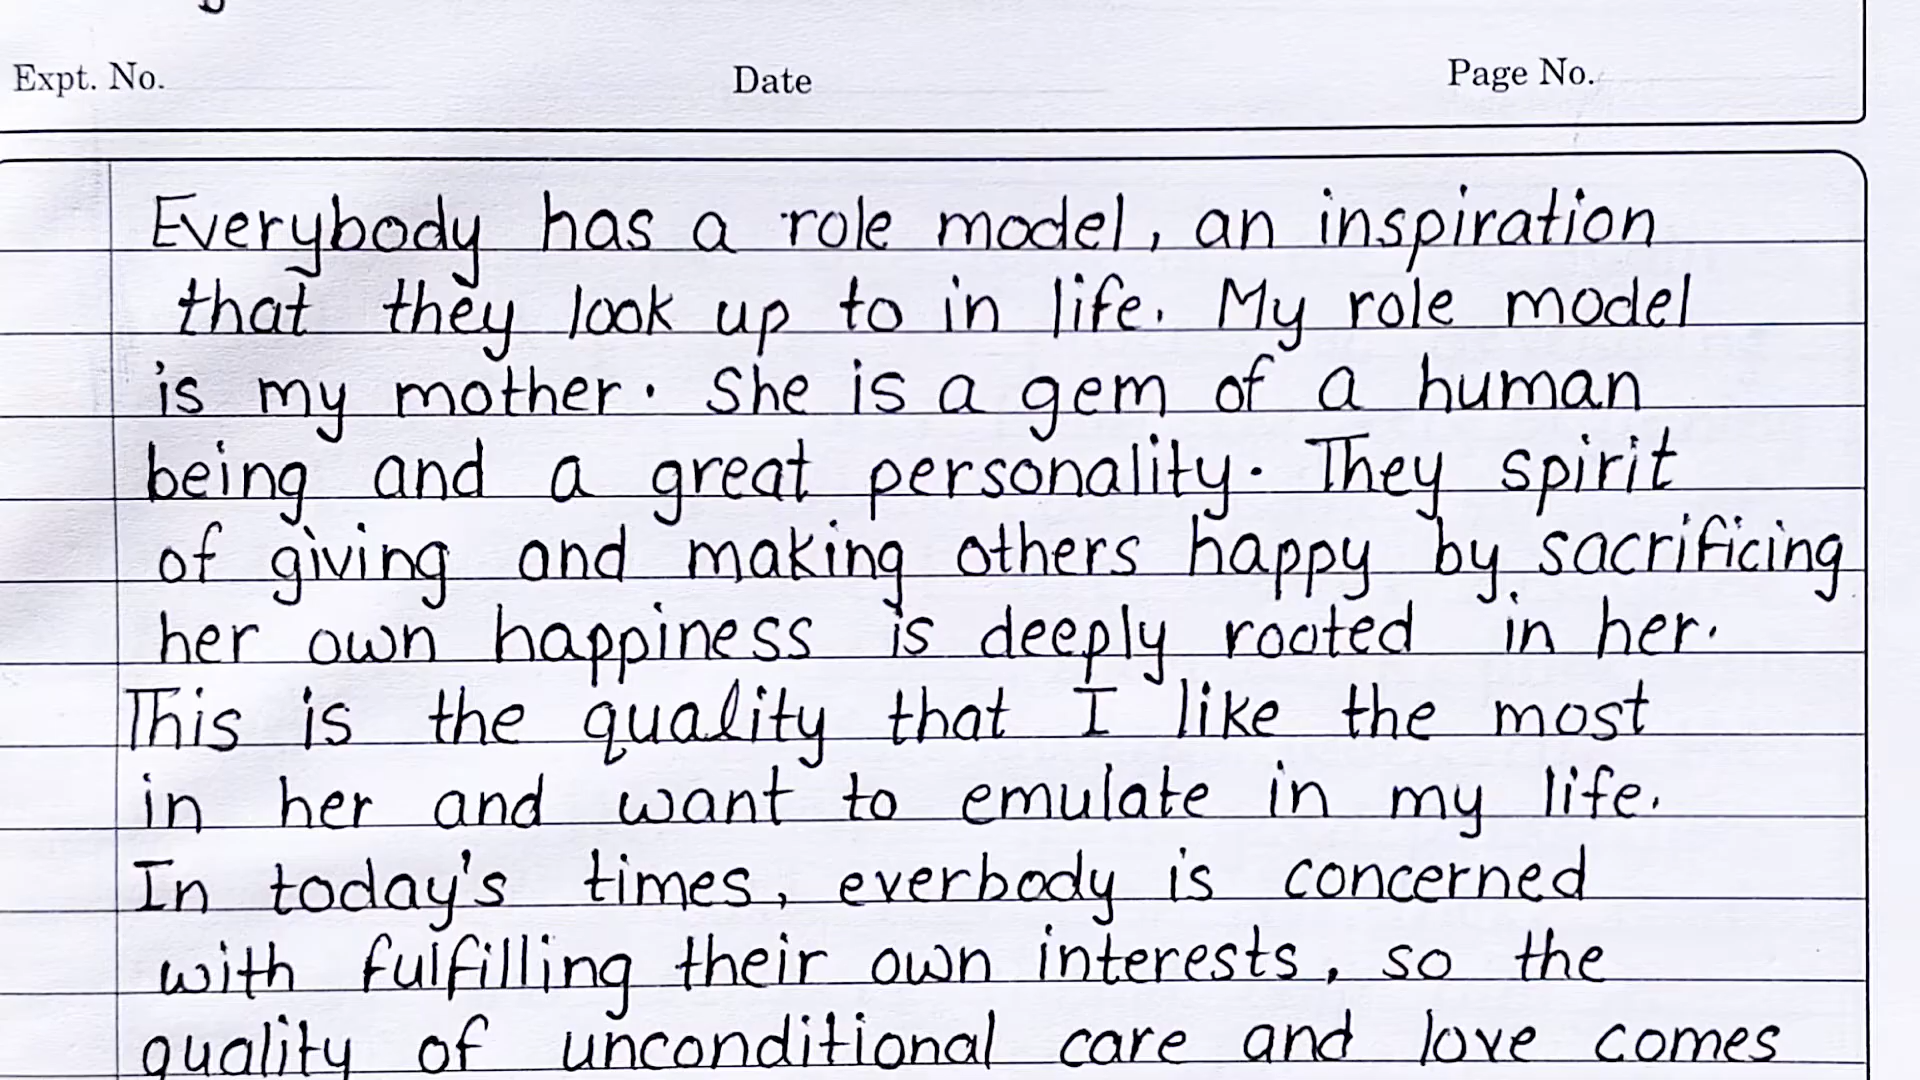 Expt. No. Date Page No.
Everybody has a role model, an inspiration
that they look up to in life. My role model
is my mother. She is a gem of a human
being and a great personality. They spirit
of giving and making others happy by sacrificing
her own happiness is deeply rooted in her.
This is the quality that I like the most
in her and want to emulate in my life.
In today's times, everbody is concerned
with fulfilling their own interests, so the
quality of unconditional care and love comes